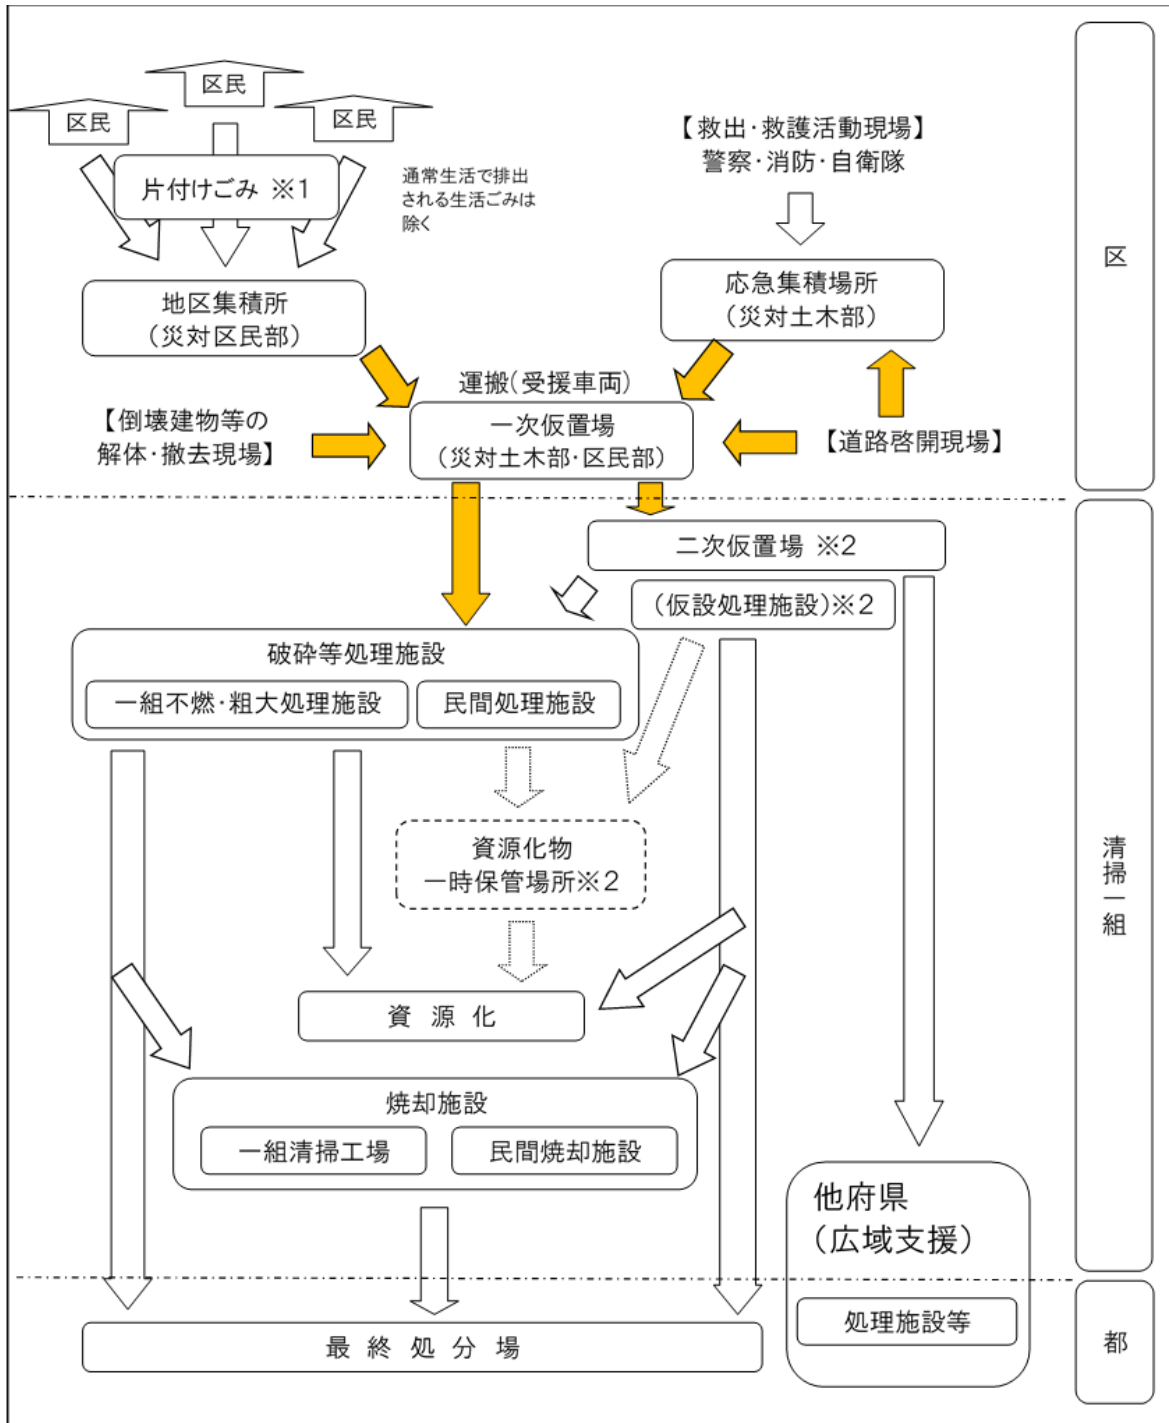 区民
区民
区民
片付けごみ ※1
通常生活で排出
される生活ごみは
除く
【救出・救護活動現場】
警察・消防・自衛隊
区
地区集積所
（災対区民部）
応急集積場所
（災対土木部）
運搬（受援車両）
【倒壊建物等の
解体・撤去現場】
一次仮置場
（災対土木部・区民部）
【道路啓開現場】
二次仮置場 ※2
（仮設処理施設）※2
破砕等処理施設
一組不燃・粗大処理施設
民間処理施設
資源化物
一時保管場所※2
清掃一組
資 源 化
焼却施設
一組清掃工場
民間焼却施設
他府県
（広域支援）
処理施設等
最 終 処 分 場
都